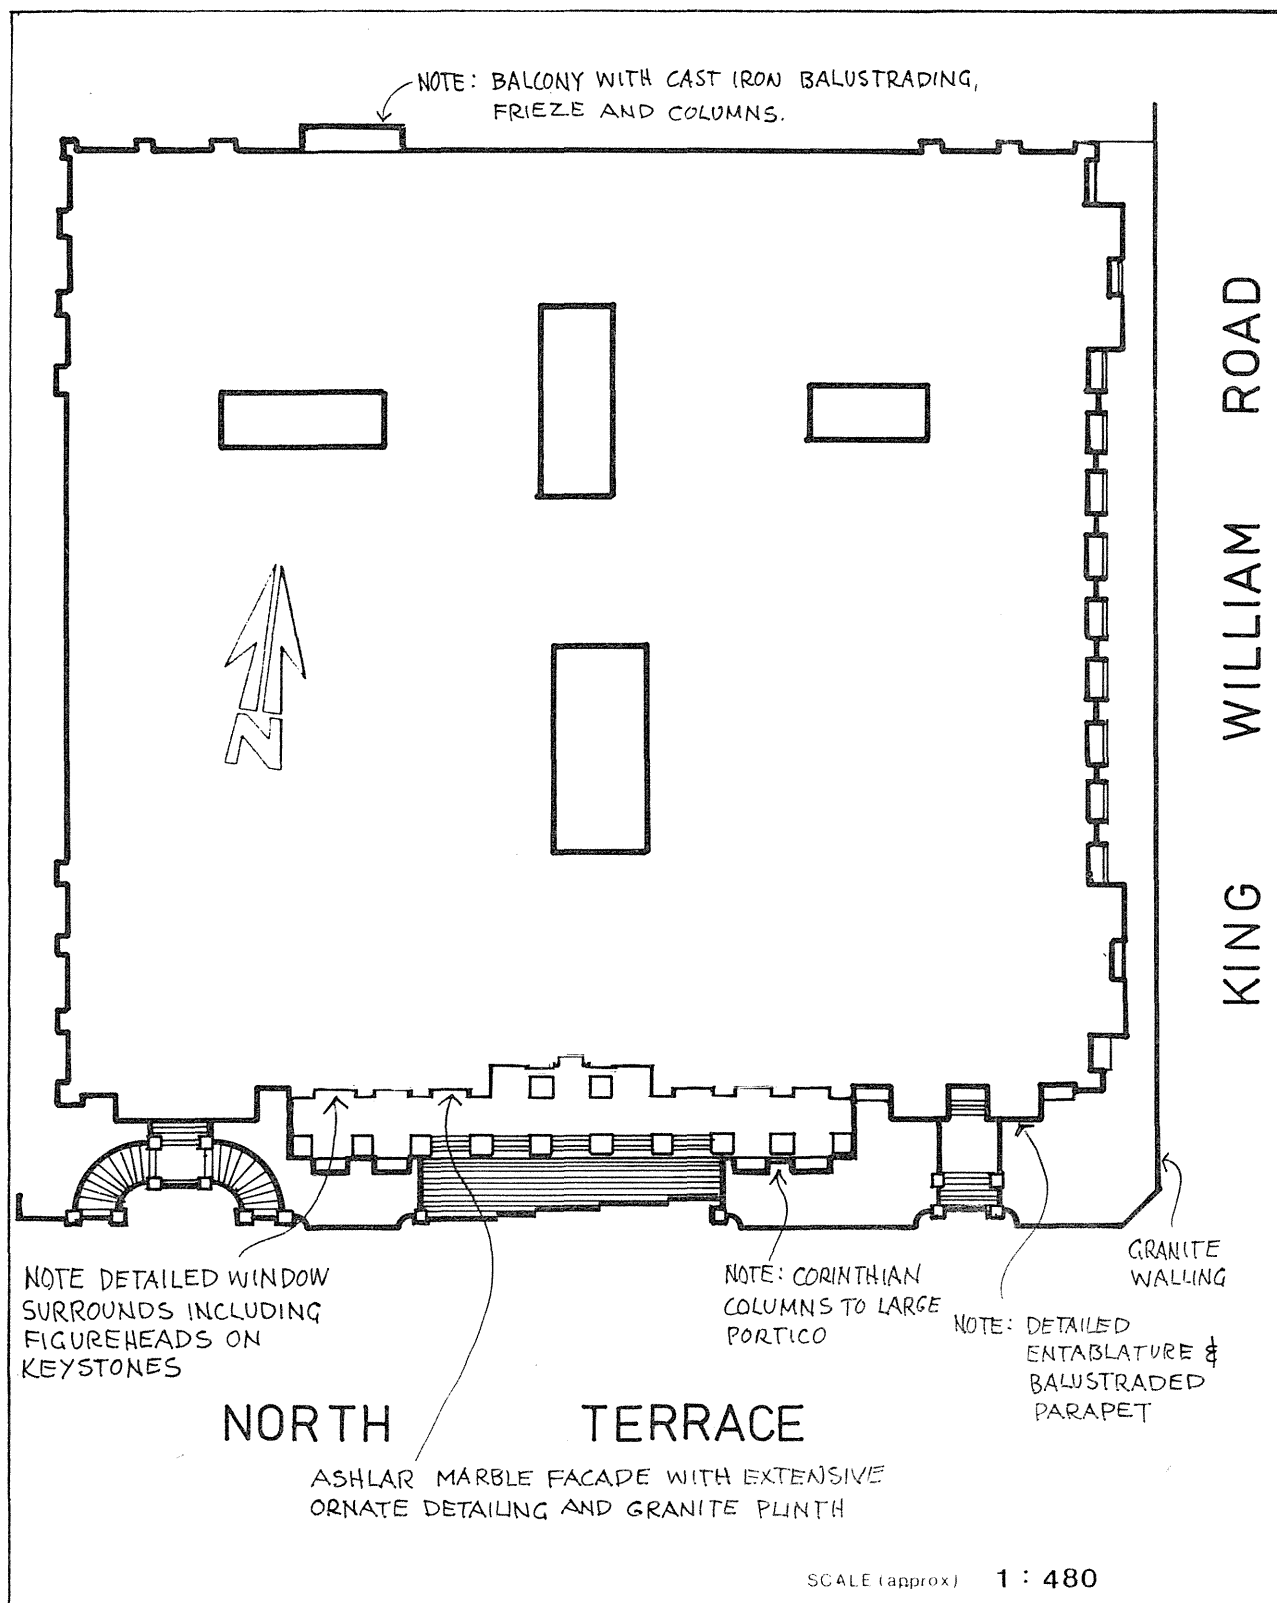 NOTE: BALCONY WITH CAST IRON BALUSTRADING,
FRIEZE AND COLUMNS.
KING WILLIAM ROAD
N
NOTE DETAILED WINDOW
SURROUNDS INCLUDING
FIGUREHEADS ON
KEYSTONES
NOTE: CORINTHIAN
COLUMNS TO LARGE
PORTICO
GRANITE
WALLING
NOTE: DETAILED
ENTABLATURE &
BALUSTRADED
PARAPET
NORTH TERRACE
ASHLAR MARBLE FACADE WITH EXTENSIVE
ORNATE DETAILING AND GRANITE PLINTH
SCALE (approx) 1 : 480